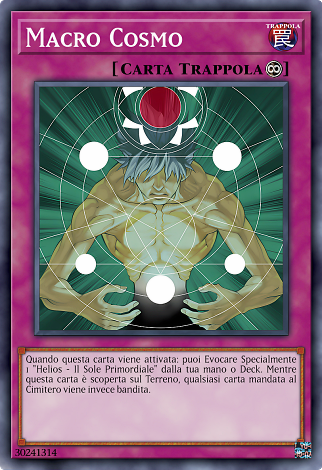 Macro Cosmo
TRAPPOLA
罠
[Carta Trappola]
Quando questa carta viene attivata: puoi Evocare Specialmente
i "Helios - Il Sole Primordiale" dalla tua mano o Deck. Mentre
questa carta è scoperta sul Terreno, qualsiasi carta mandata al
Cimitero viene invece bandita.
30241314